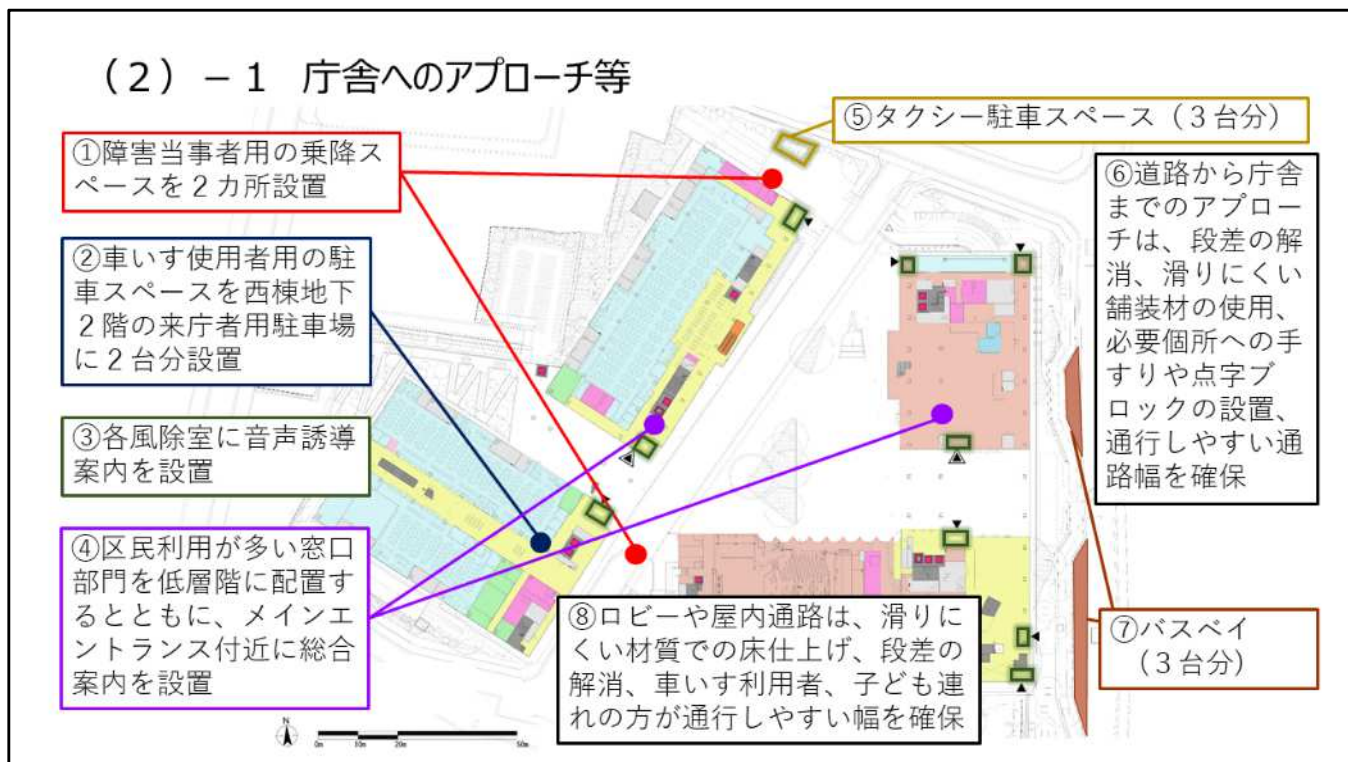 （２）－１　庁舎へのアプローチ等
①障害当事者用の乗降ス
ペースを２カ所設置
②車いす使用者用の駐
車スペースを西棟地下
２階の来庁者用駐車場
に２台分設置
③各風除室に音声誘導
案内を設置
④区民利用が多い窓口
部門を低層階に配置す
るとともに、メインエ
ントランス付近に総合
案内を設置
⑤タクシー駐車スペース（３台分）
⑥道路から庁舎
までのアプロー
チは、段差の解
消、滑りにくい
舗装材の使用、
必要個所への手
すりや点字ブ
ロックの設置、
通行しやすい通
路幅を確保
⑦バスベイ
（３台分）
⑧ロビーや屋内通路は、滑りに
くい材質での床仕上げ、段差の
解消、車いす利用者、子ども連
れの方が通行しやすい幅を確保
N
0m 10m 20m 50m